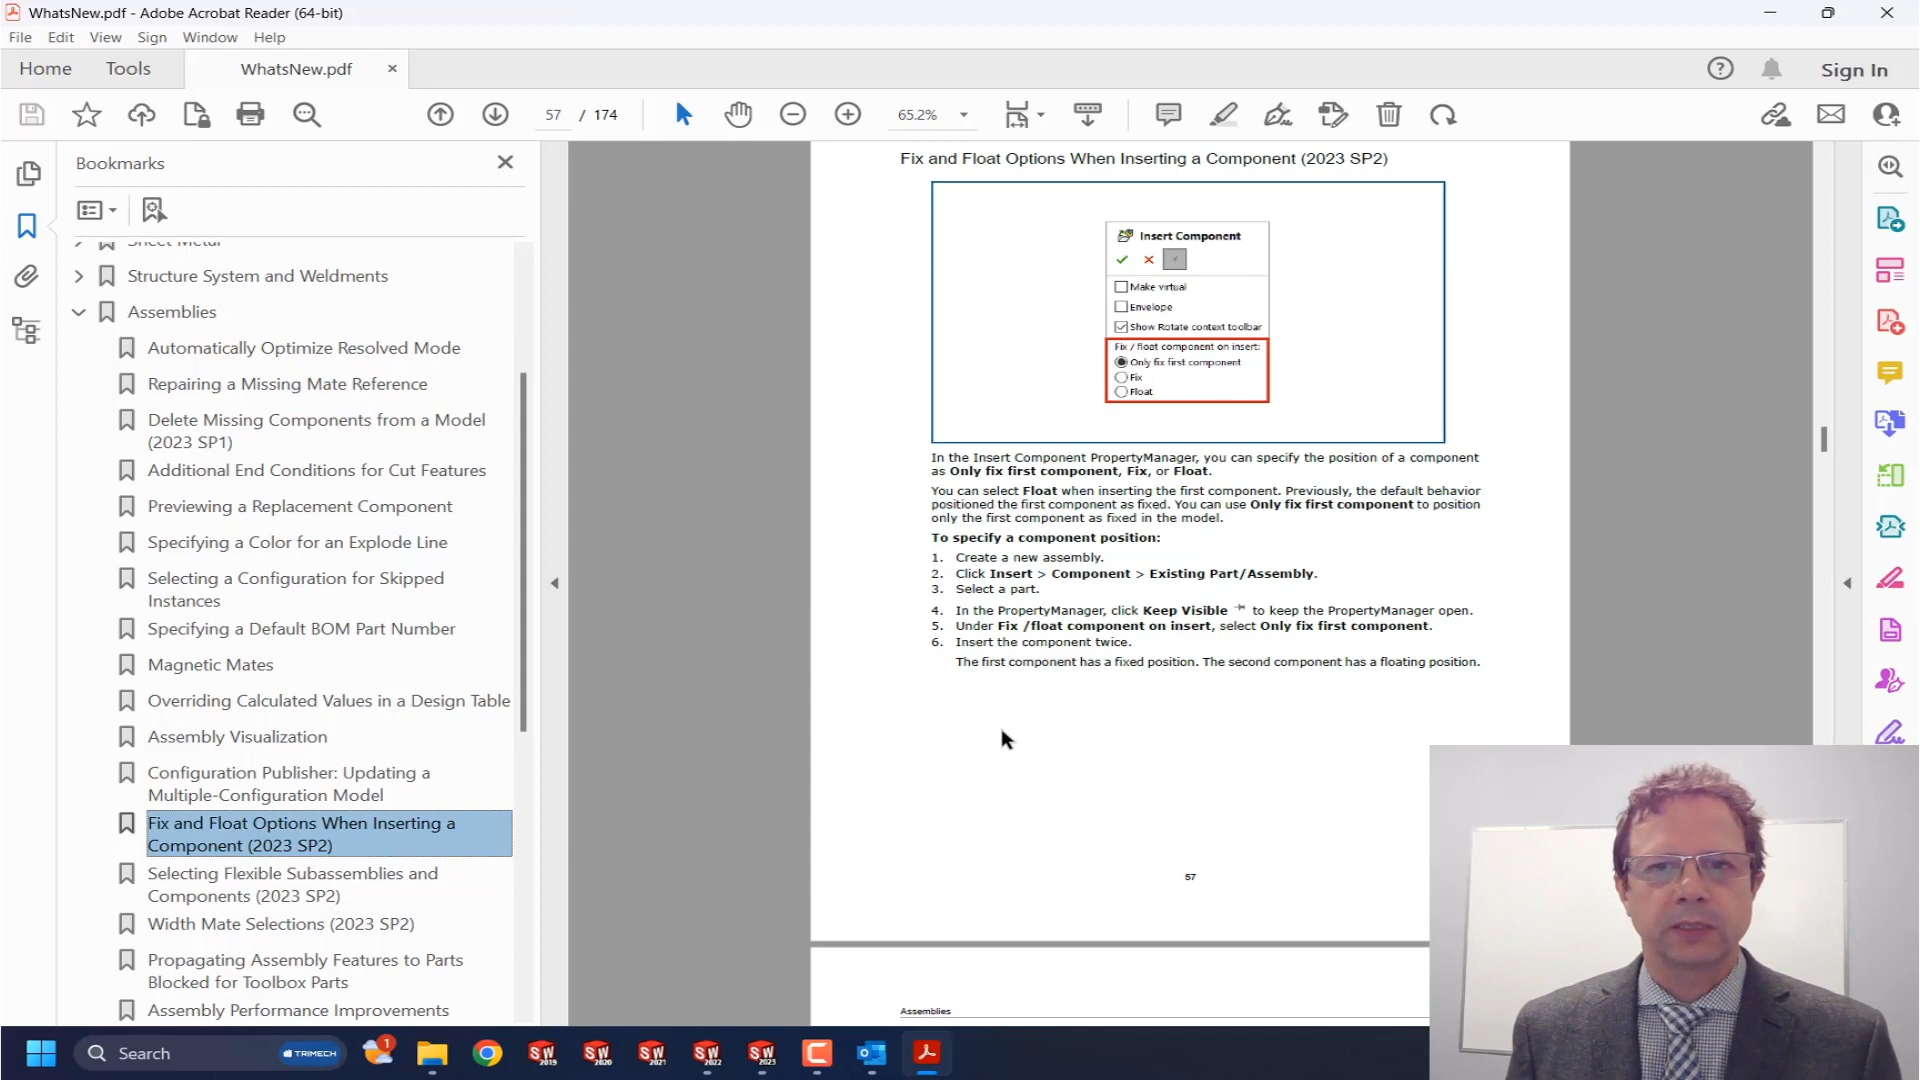 WhatsNew.pdf - Adobe Acrobat Reader (64-bit)
File Edit View Sign Window Help
Home Tools WhatsNew.pdf Sign In
57 / 174 65.2%
Bookmarks
Sheet Metal
Structure System and Weldments
Assemblies
Automatically Optimize Resolved Mode
Repairing a Missing Mate Reference
Delete Missing Components from a Model
(2023 SP1)
Additional End Conditions for Cut Features
Previewing a Replacement Component
Specifying a Color for an Explode Line
Selecting a Configuration for Skipped
Instances
Specifying a Default BOM Part Number
Magnetic Mates
Overriding Calculated Values in a Design Table
Assembly Visualization
Configuration Publisher: Updating a
Multiple-Configuration Model
Fix and Float Options When Inserting a
Component (2023 SP2)
Selecting Flexible Subassemblies and
Components (2023 SP2)
Width Mate Selections (2023 SP2)
Propagating Assembly Features to Parts
Blocked for Toolbox Parts
Assembly Performance Improvements
Fix and Float Options When Inserting a Component (2023 SP2)
Insert Component
Make virtual
Envelope
Show Rotate context toolbar
Fix / float component on insert:
Only fix first component
Fix
Float
In the Insert Component PropertyManager, you can specify the position of a component
as Only fix first component, Fix, or Float.
You can select Float when inserting the first component. Previously, the default behavior
positioned the first component as fixed. You can use Only fix first component to position
only the first component as fixed in the model.
To specify a component position:
1. Create a new assembly.
2. Click Insert > Component > Existing Part/Assembly.
3. Select a part.
4. In the PropertyManager, click Keep Visible to keep the PropertyManager open.
5. Under Fix /float component on insert, select Only fix first component.
6. Insert the component twice.
The first component has a fixed position. The second component has a floating position.
57
Assemblies
Search TRIMECH 1 SW 2019 SW 2020 SW 2021 SW 2022 SW 2023